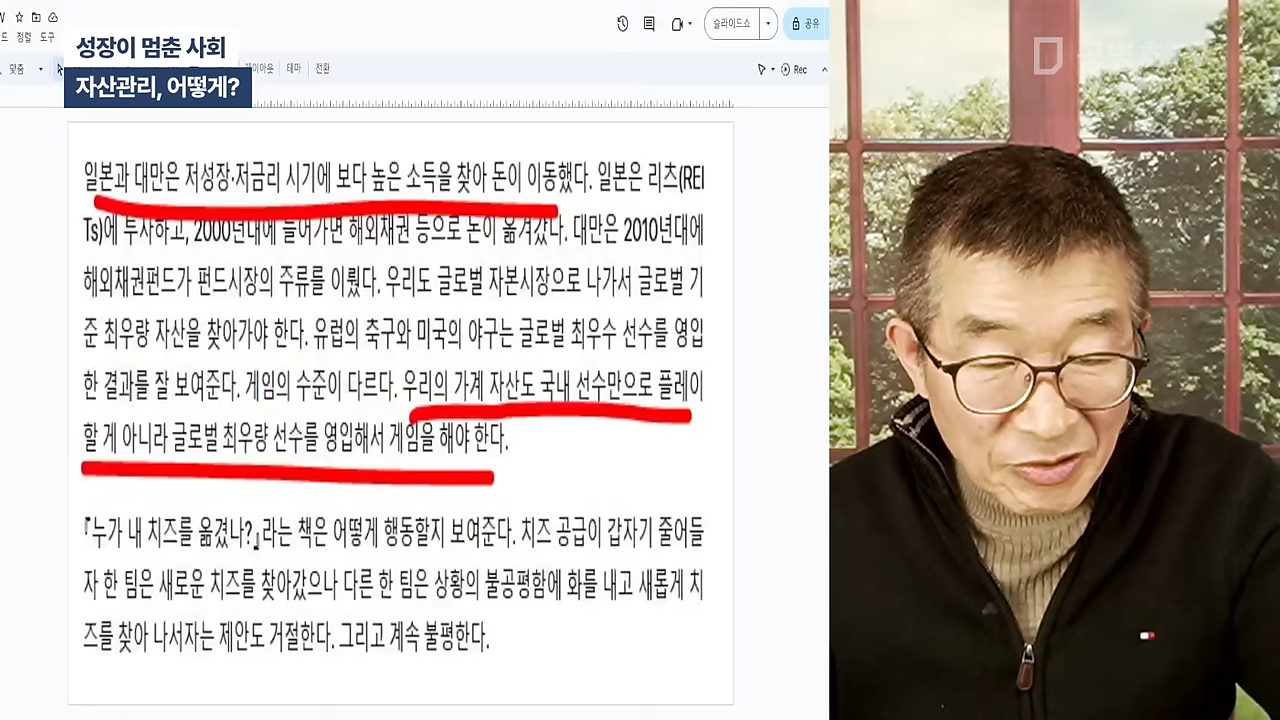 드 정렬 도구
맞춤
레이아웃 테마 전환
슬라이드쇼
공유
Rec
성장이 멈춘 사회
자산관리, 어떻게?
일본과 대만은 저성장·저금리 시기에 보다 높은 소득을 찾아 돈이 이동했다. 일본은 리츠(REI
Ts)에 투자하고, 2000년대에 들어가면 해외채권 등으로 돈이 옮겨갔다. 대만은 2010년대에
해외채권펀드가 펀드시장의 주류를 이뤘다. 우리도 글로벌 자본시장으로 나가서 글로벌 기
준 최우량 자산을 찾아가야 한다. 유럽의 축구와 미국의 야구는 글로벌 최우수 선수를 영입
한 결과를 잘 보여준다. 게임의 수준이 다르다. 우리의 가계 자산도 국내 선수만으로 플레이
할 게 아니라 글로벌 최우량 선수를 영입해서 게임을 해야 한다.
『누가 내 치즈를 옮겼나?』라는 책은 어떻게 행동할지 보여준다. 치즈 공급이 갑자기 줄어들
자 한 팀은 새로운 치즈를 찾아갔으나 다른 한 팀은 상황의 불공평함에 화를 내고 새롭게 치
즈를 찾아 나서자는 제안도 거절한다. 그리고 계속 불평한다.